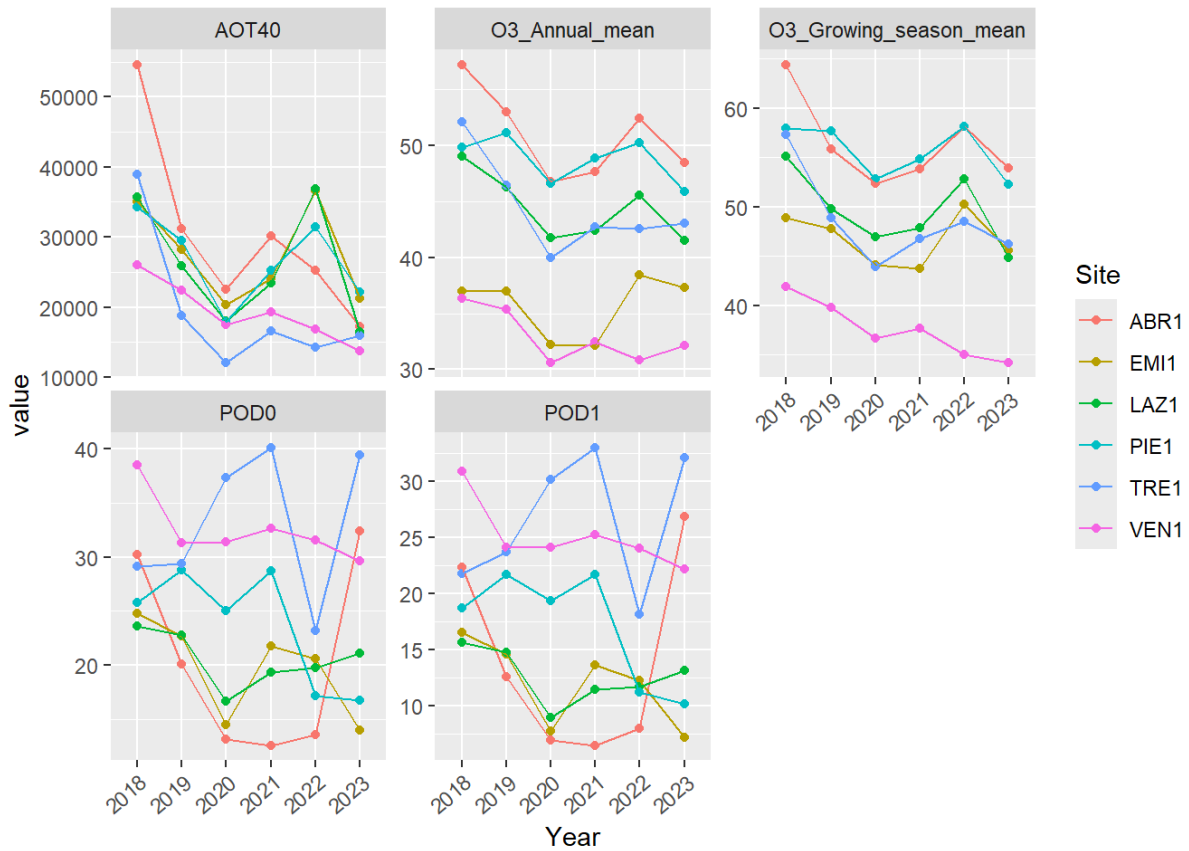 AOT40
O3_Annual_mean
O3_Growing_season_mean
50000
40000
30000
20000
10000
50
40
30
60
50
40
2018
2019
2020
2021
2022
2023
POD0
POD1
40
30
20
30
25
20
15
10
2018
2019
2020
2021
2022
2023
2018
2019
2020
2021
2022
2023
value
Year
Site
ABR1
EMI1
LAZ1
PIE1
TRE1
VEN1